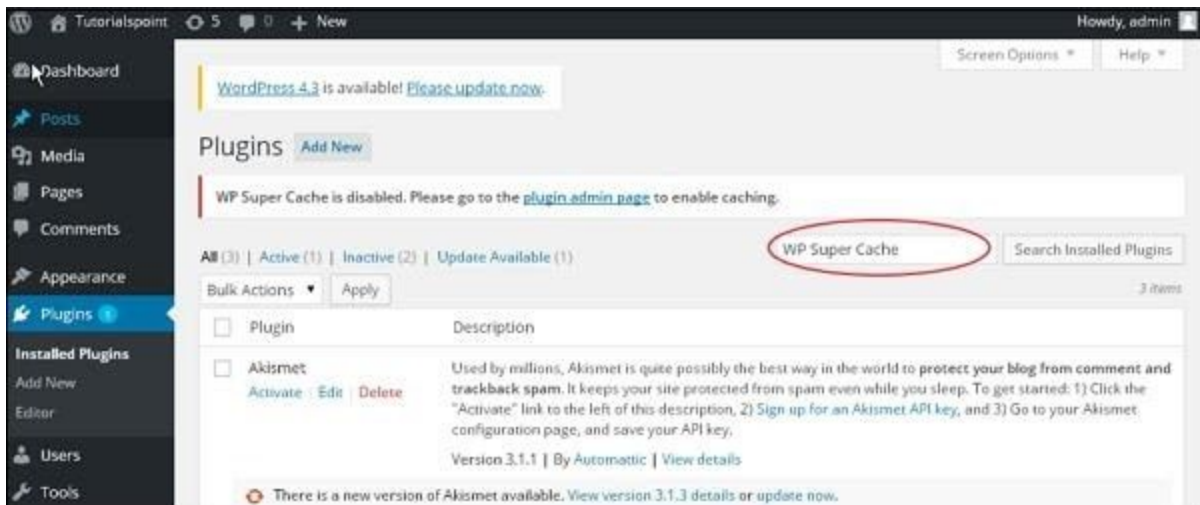 Tutorialspoint 5 0 + New Howdy, admin
Dashboard
Posts
Media
Pages
Comments
Appearance
Plugins 1
Installed Plugins
Add New
Editor
Users
Tools
Screen Options Help
WordPress 4.3 is available! Please update now.
Plugins Add New
WP Super Cache is disabled. Please go to the plugin admin page to enable caching.
All (3) | Active (1) | Inactive (2) | Update Available (1)
WP Super Cache Search Installed Plugins
Bulk Actions Apply
3 items
Plugin Description
Akismet
Activate | Edit | Delete
Used by millions, Akismet is quite possibly the best way in the world to protect your blog from comment and
trackback spam. It keeps your site protected from spam even while you sleep. To get started: 1) Click the
"Activate" link to the left of this description, 2) Sign up for an Akismet API key, and 3) Go to your Akismet
configuration page, and save your API key.
Version 3.1.1 | By Automattic | View details
There is a new version of Akismet available. View version 3.1.3 details or update now.